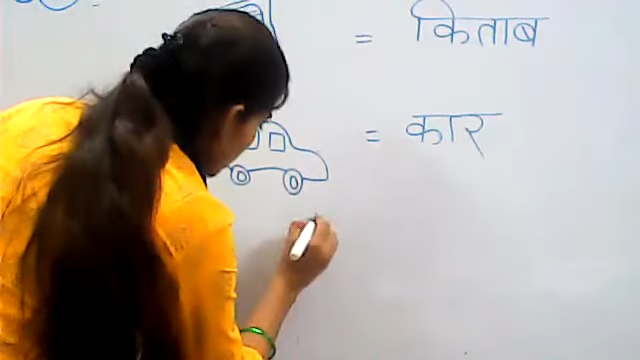 = किताब
= कार